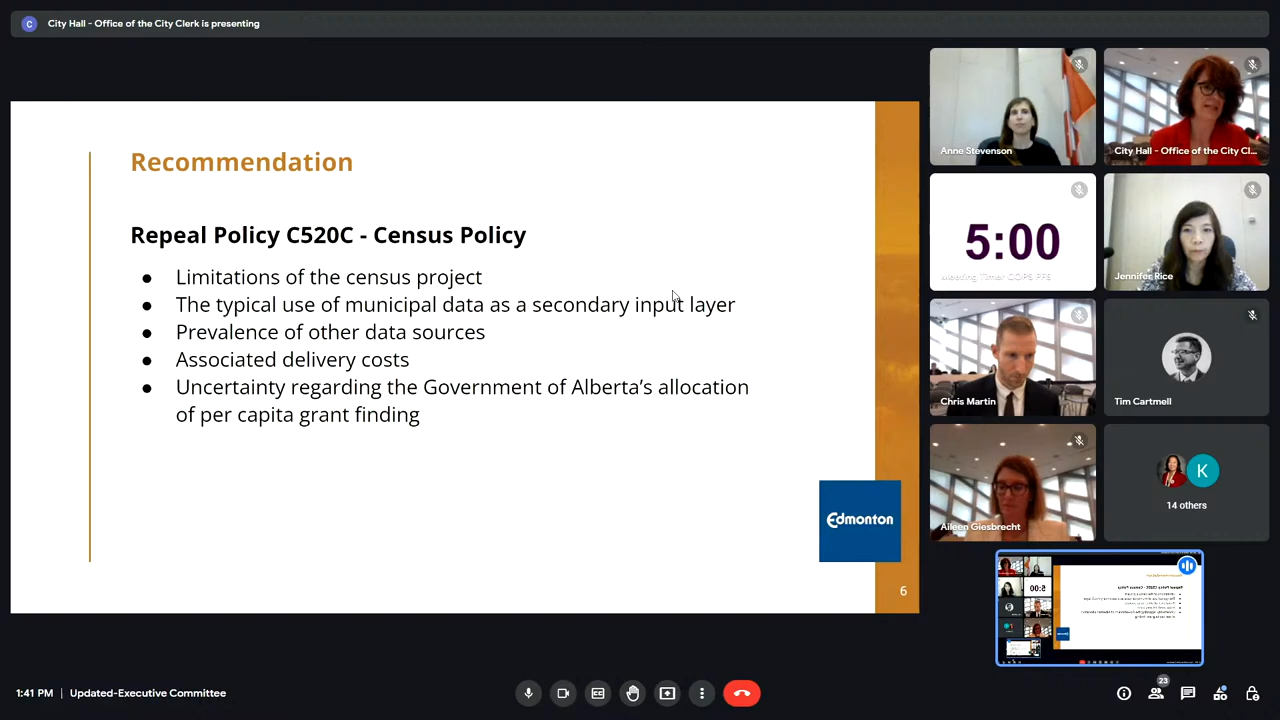 C City Hall - Office of the City Clerk is presenting
Recommendation
Repeal Policy C520C - Census Policy
● Limitations of the census project
● The typical use of municipal data as a secondary input layer
● Prevalence of other data sources
● Associated delivery costs
● Uncertainty regarding the Government of Alberta's allocation
of per capita grant finding
Edmonton
6
Anne Stevenson
City Hall - Office of the City Cl...
5:00
Jennifer Rice
Chris Martin
Tim Cartmell
Aileen Giesbrecht
K
14 others
1:41 PM | Updated-Executive Committee
23